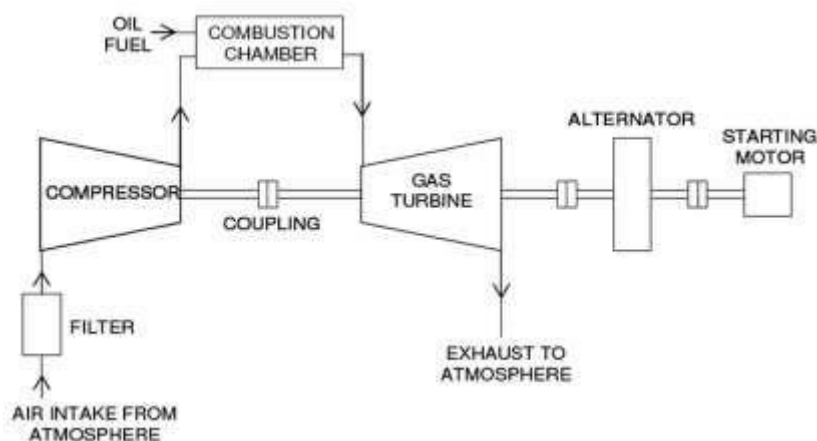 OIL
FUEL
COMBUSTION
CHAMBER
ALTERNATOR
STARTING
MOTOR
COMPRESSOR
GAS
TURBINE
COUPLING
FILTER
EXHAUST TO
ATMOSPHERE
AIR INTAKE FROM
ATMOSPHERE